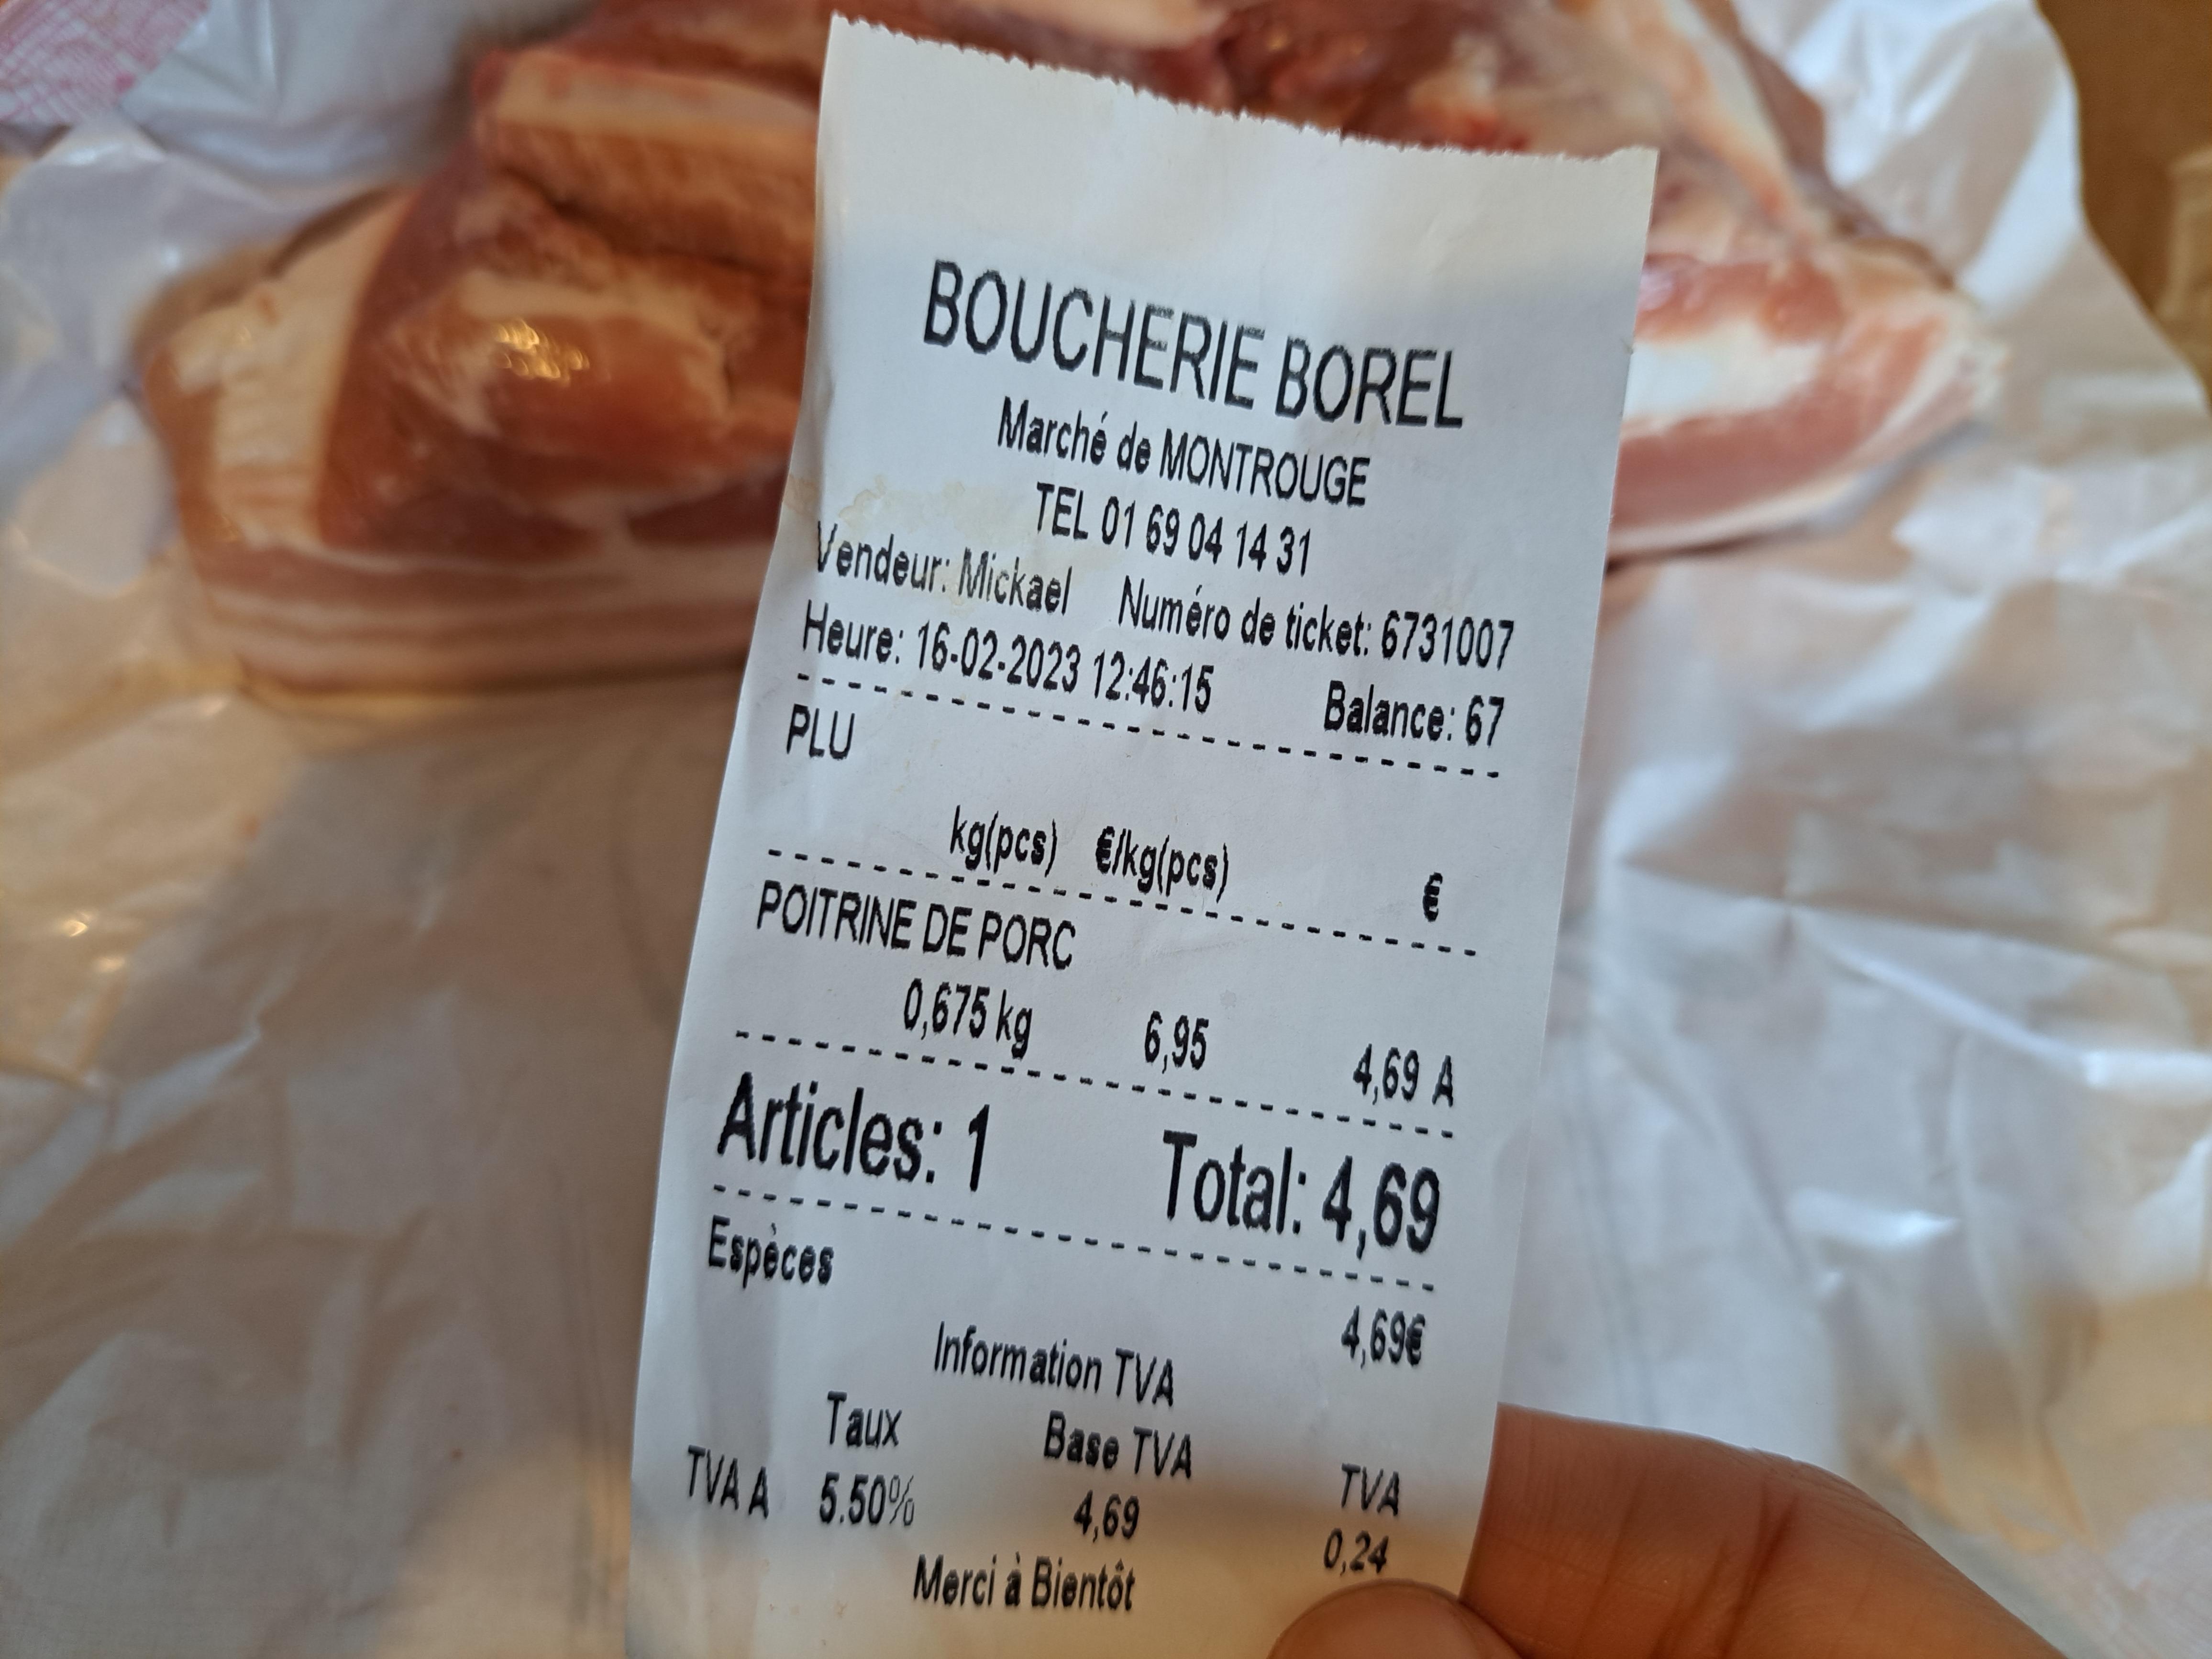 BOUCHERIE BOREL
Marché de MONTROUGE
TEL 01 69 04 14 31
Vendeur: Mickael Numéro de ticket: 6731007
Heure: 16-02-2023 12:46:15 Balance: 67
PLU
kg(pcs) €/kg(pcs) €
POITRINE DE PORC
0,675 kg 6,95 4,69 A
Articles: 1 Total: 4,69
Espèces 4,69€
Information TVA
Taux Base TVA TVA
TVA A 5.50% 4,69 0,24
Merci à Bientôt